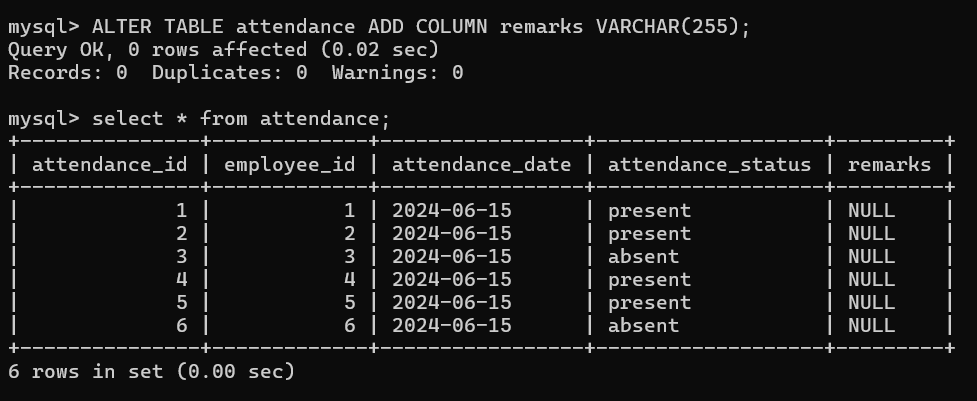 mysql> ALTER TABLE attendance ADD COLUMN remarks VARCHAR(255);
Query OK, 0 rows affected (0.02 sec)
Records: 0  Duplicates: 0  Warnings: 0

mysql> select * from attendance;
+---------------+-------------+-----------------+-------------------+---------+
| attendance_id | employee_id | attendance_date | attendance_status | remarks |
+---------------+-------------+-----------------+-------------------+---------+
|             1 |           1 | 2024-06-15      | present           | NULL    |
|             2 |           2 | 2024-06-15      | present           | NULL    |
|             3 |           3 | 2024-06-15      | absent            | NULL    |
|             4 |           4 | 2024-06-15      | present           | NULL    |
|             5 |           5 | 2024-06-15      | present           | NULL    |
|             6 |           6 | 2024-06-15      | absent            | NULL    |
+---------------+-------------+-----------------+-------------------+---------+
6 rows in set (0.00 sec)